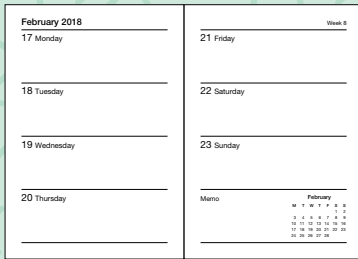 February 2018
17 Monday
18 Tuesday
19 Wednesday
20 Thursday
Week 8
21 Friday
22 Saturday
23 Sunday
Memo
February
M T W T F S S
1 2
3 4 5 6 7 8 9
10 11 12 13 14 15 16
17 18 19 20 21 22 23
24 25 26 27 28